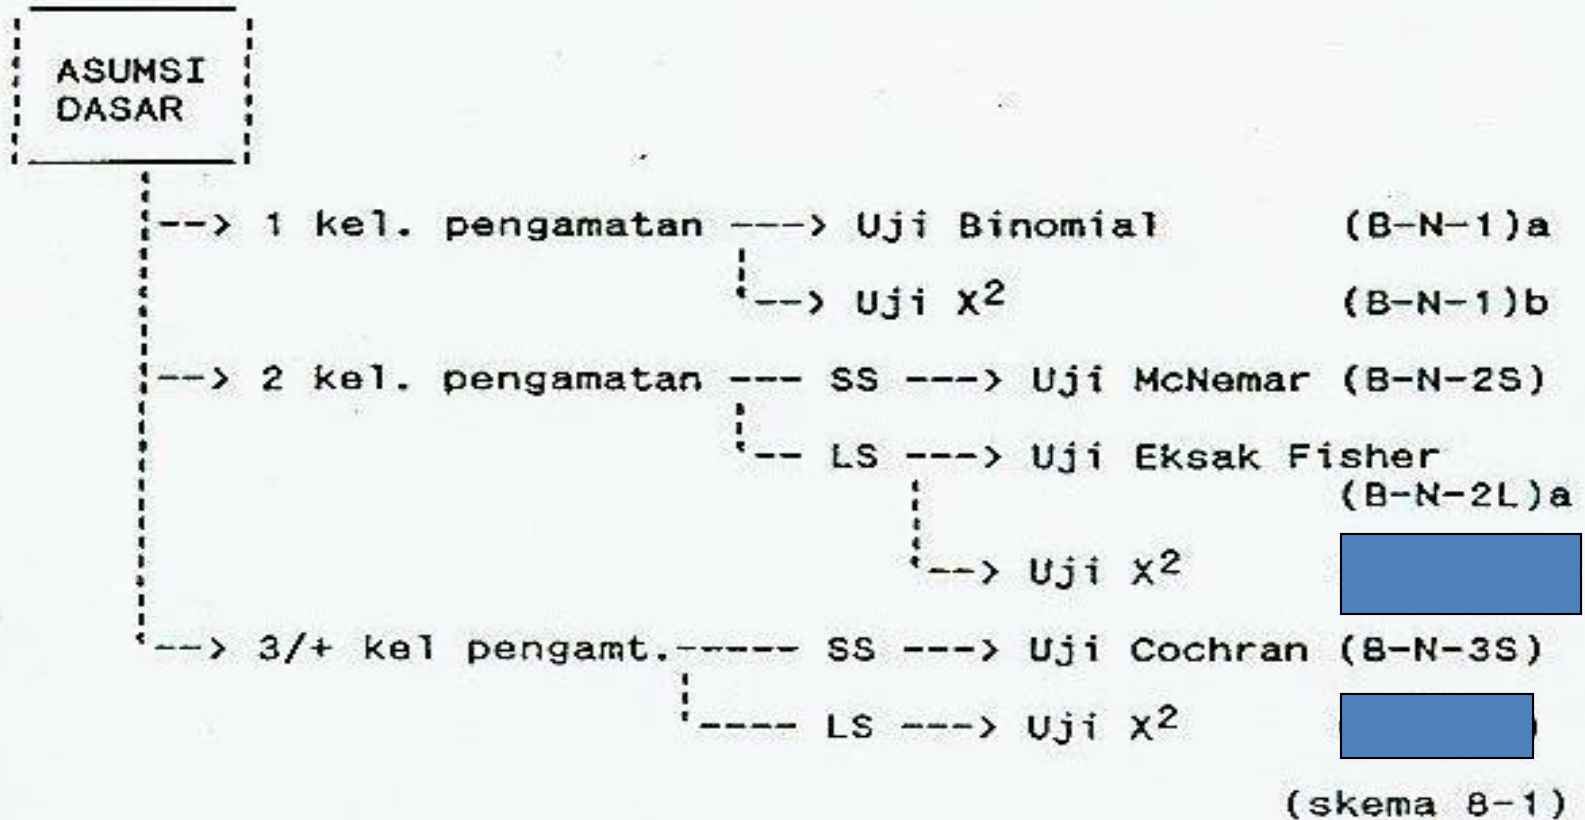 ASUMSI
DASAR
--> 1 kel. pengamatan ---> Uji Binomial (B-N-1)a
--> Uji X² (B-N-1)b
--> 2 kel. pengamatan --- SS ---> Uji McNemar (B-N-2S)
-- LS ---> Uji Eksak Fisher
(B-N-2L)a
--> Uji X²
--> 3/+ kel pengamt.----- SS ---> Uji Cochran (B-N-3S)
---- LS ---> Uji X²
(skema 8-1)